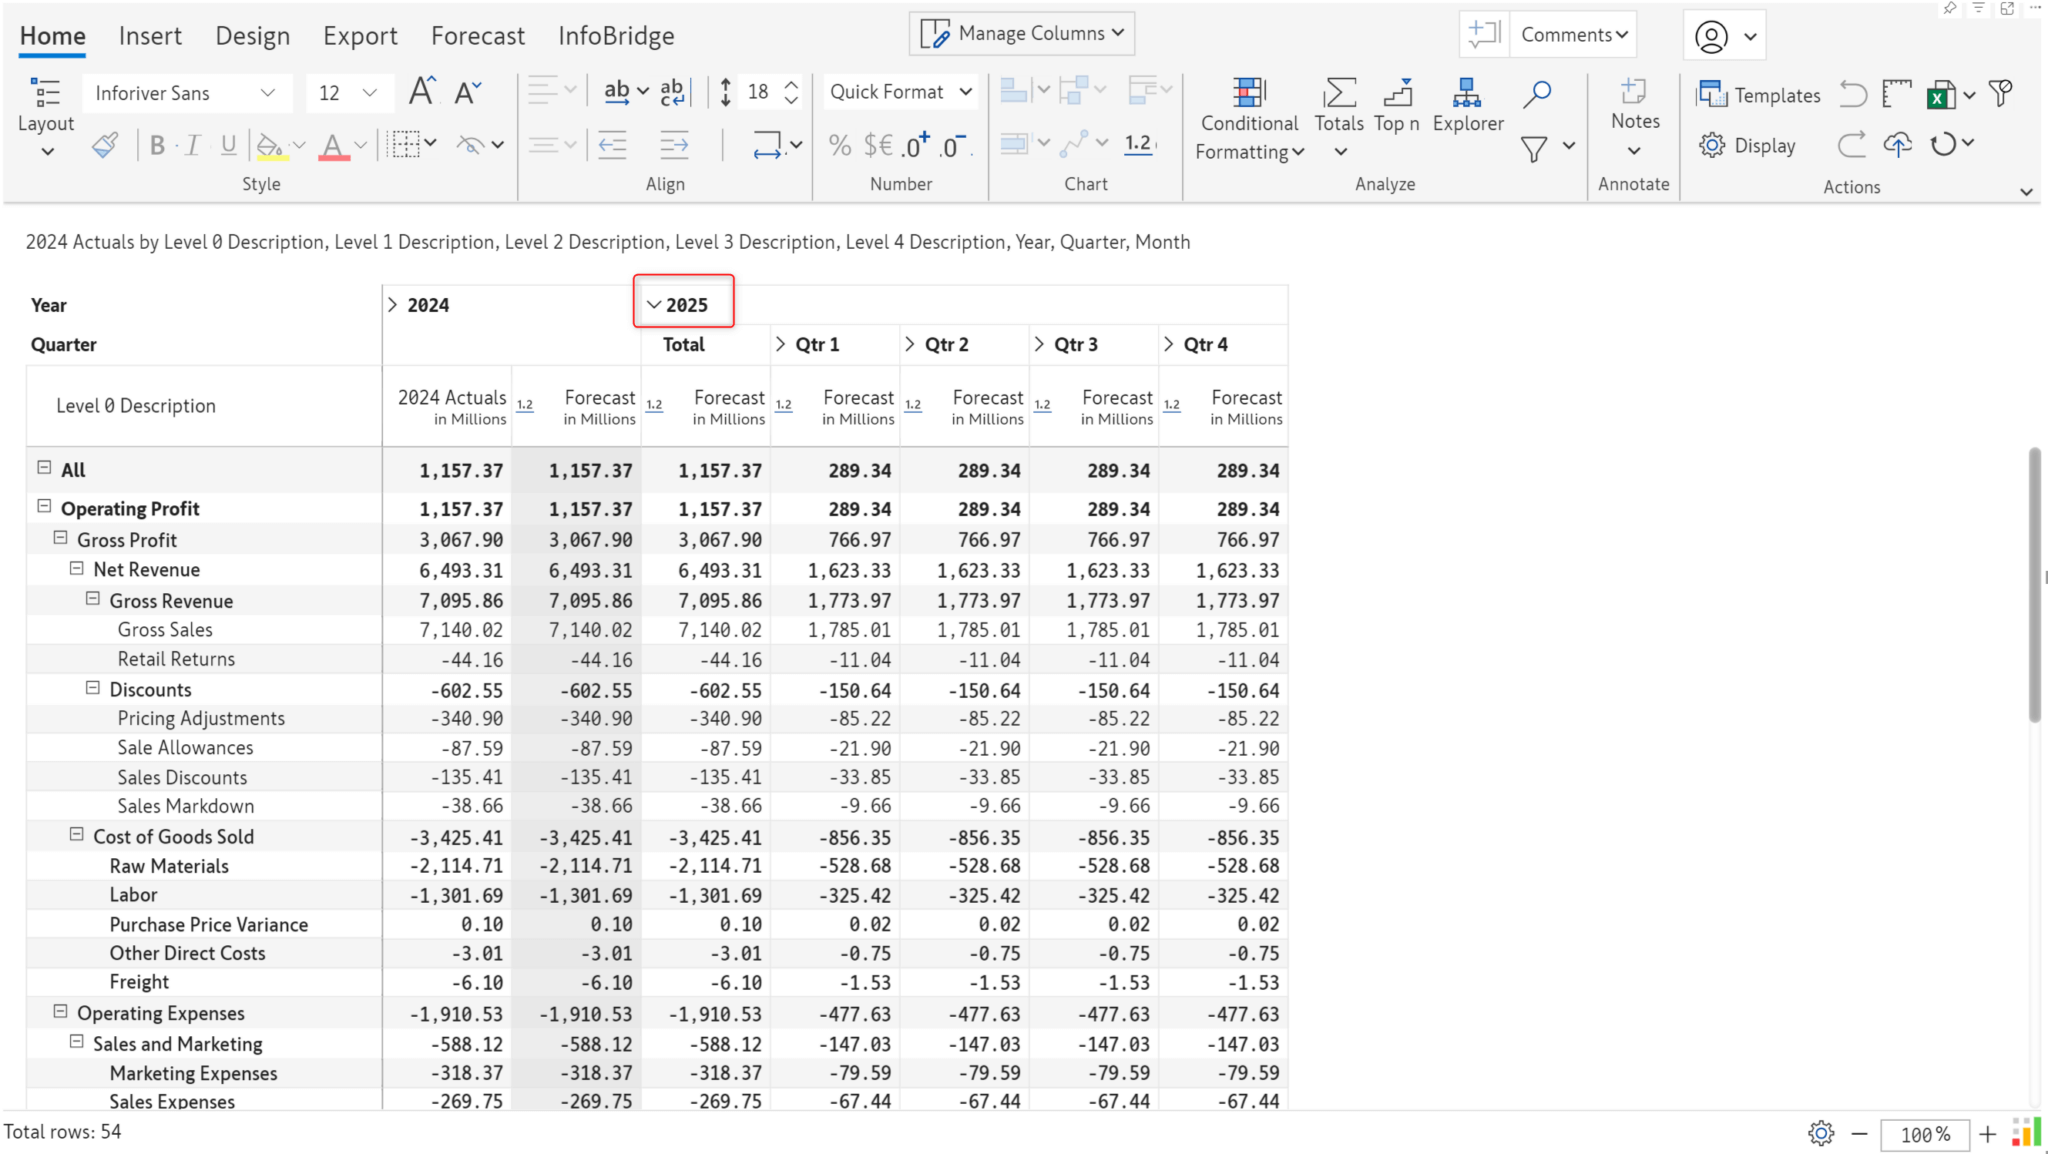 Home Insert Design Export Forecast InfoBridge Manage Columns Comments
Inforiver Sans 12 A A ab ab c 18 Quick Format
Layout B I U A % $€ .0+ .0- 1.2
Conditional Formatting Totals Top n Explorer Notes Templates Display
Style Align Number Chart Analyze Annotate Actions
2024 Actuals by Level 0 Description, Level 1 Description, Level 2 Description, Level 3 Description, Level 4 Description, Year, Quarter, Month
Year 2024 2025
Quarter Total Qtr 1 Qtr 2 Qtr 3 Qtr 4
Level 0 Description 2024 Actuals 1.2 Forecast 1.2 Forecast 1.2 Forecast 1.2 Forecast 1.2 Forecast 1.2 Forecast
in Millions in Millions in Millions in Millions in Millions in Millions in Millions
All 1,157.37 1,157.37 1,157.37 289.34 289.34 289.34 289.34
Operating Profit 1,157.37 1,157.37 1,157.37 289.34 289.34 289.34 289.34
Gross Profit 3,067.90 3,067.90 3,067.90 766.97 766.97 766.97 766.97
Net Revenue 6,493.31 6,493.31 6,493.31 1,623.33 1,623.33 1,623.33 1,623.33
Gross Revenue 7,095.86 7,095.86 7,095.86 1,773.97 1,773.97 1,773.97 1,773.97
Gross Sales 7,140.02 7,140.02 7,140.02 1,785.01 1,785.01 1,785.01 1,785.01
Retail Returns -44.16 -44.16 -44.16 -11.04 -11.04 -11.04 -11.04
Discounts -602.55 -602.55 -602.55 -150.64 -150.64 -150.64 -150.64
Pricing Adjustments -340.90 -340.90 -340.90 -85.22 -85.22 -85.22 -85.22
Sale Allowances -87.59 -87.59 -87.59 -21.90 -21.90 -21.90 -21.90
Sales Discounts -135.41 -135.41 -135.41 -33.85 -33.85 -33.85 -33.85
Sales Markdown -38.66 -38.66 -38.66 -9.66 -9.66 -9.66 -9.66
Cost of Goods Sold -3,425.41 -3,425.41 -3,425.41 -856.35 -856.35 -856.35 -856.35
Raw Materials -2,114.71 -2,114.71 -2,114.71 -528.68 -528.68 -528.68 -528.68
Labor -1,301.69 -1,301.69 -1,301.69 -325.42 -325.42 -325.42 -325.42
Purchase Price Variance 0.10 0.10 0.10 0.02 0.02 0.02 0.02
Other Direct Costs -3.01 -3.01 -3.01 -0.75 -0.75 -0.75 -0.75
Freight -6.10 -6.10 -6.10 -1.53 -1.53 -1.53 -1.53
Operating Expenses -1,910.53 -1,910.53 -1,910.53 -477.63 -477.63 -477.63 -477.63
Sales and Marketing -588.12 -588.12 -588.12 -147.03 -147.03 -147.03 -147.03
Marketing Expenses -318.37 -318.37 -318.37 -79.59 -79.59 -79.59 -79.59
Sales Expenses -269.75 -269.75 -269.75 -67.44 -67.44 -67.44 -67.44
Total rows: 54 100%